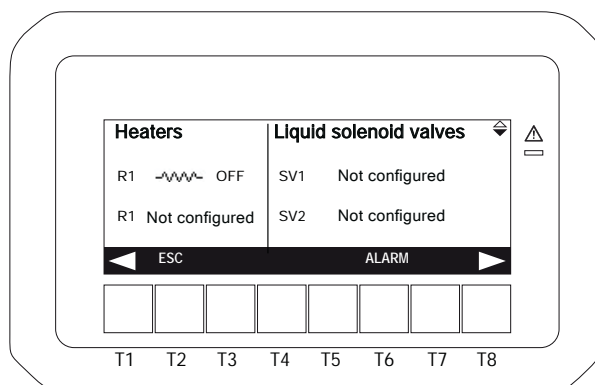 Heaters Liquid solenoid valves
R1 OFF SV1 Not configured
R1 Not configured SV2 Not configured
ESC ALARM
T1 T2 T3 T4 T5 T6 T7 T8